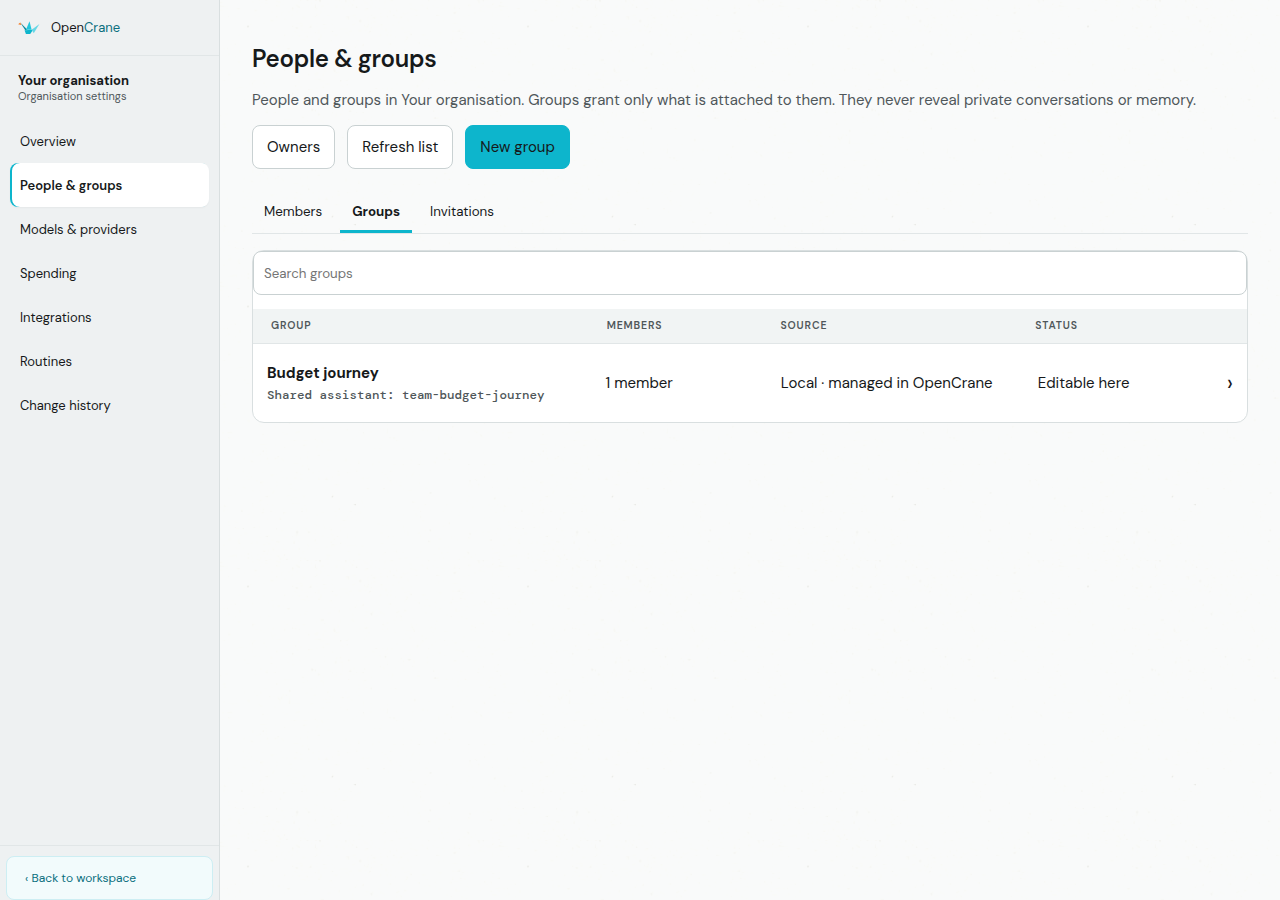 OpenCrane
Your organisation
Organisation settings
Overview
People & groups
Models & providers
Spending
Integrations
Routines
Change history
‹ Back to workspace
People & groups
People and groups in Your organisation. Groups grant only what is attached to them. They never reveal private conversations or memory.
Owners
Refresh list
New group
Members
Groups
Invitations
Search groups
GROUP
MEMBERS
SOURCE
STATUS
Budget journey
Shared assistant: team-budget-journey
1 member
Local · managed in OpenCrane
Editable here
›